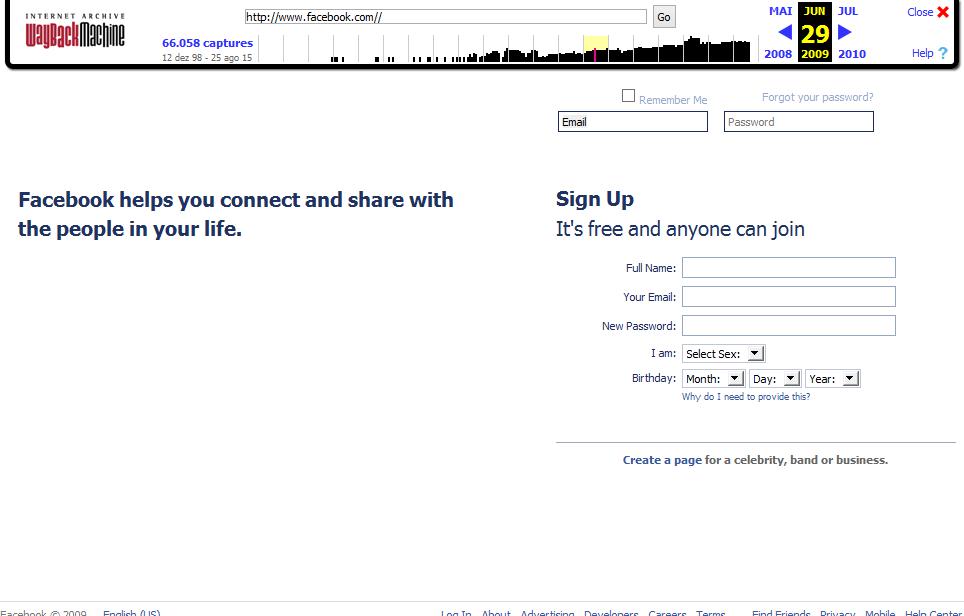 INTERNET ARCHIVE
WayBackMachine
http://www.facebook.com//
Go
66.058 captures
12 dez 98 - 25 ago 15
MAI JUN JUL
29
2008 2009 2010
Close
Help ?
Remember Me
Forgot your password?
Email
Password
Facebook helps you connect and share with
the people in your life.
Sign Up
It's free and anyone can join
Full Name:
Your Email:
New Password:
I am: Select Sex:
Birthday: Month: Day: Year:
Why do I need to provide this?
Create a page for a celebrity, band or business.
Facebook © 2009 English (US) Log In About Advertising Developers Careers Terms Find Friends Privacy Mobile Help Center